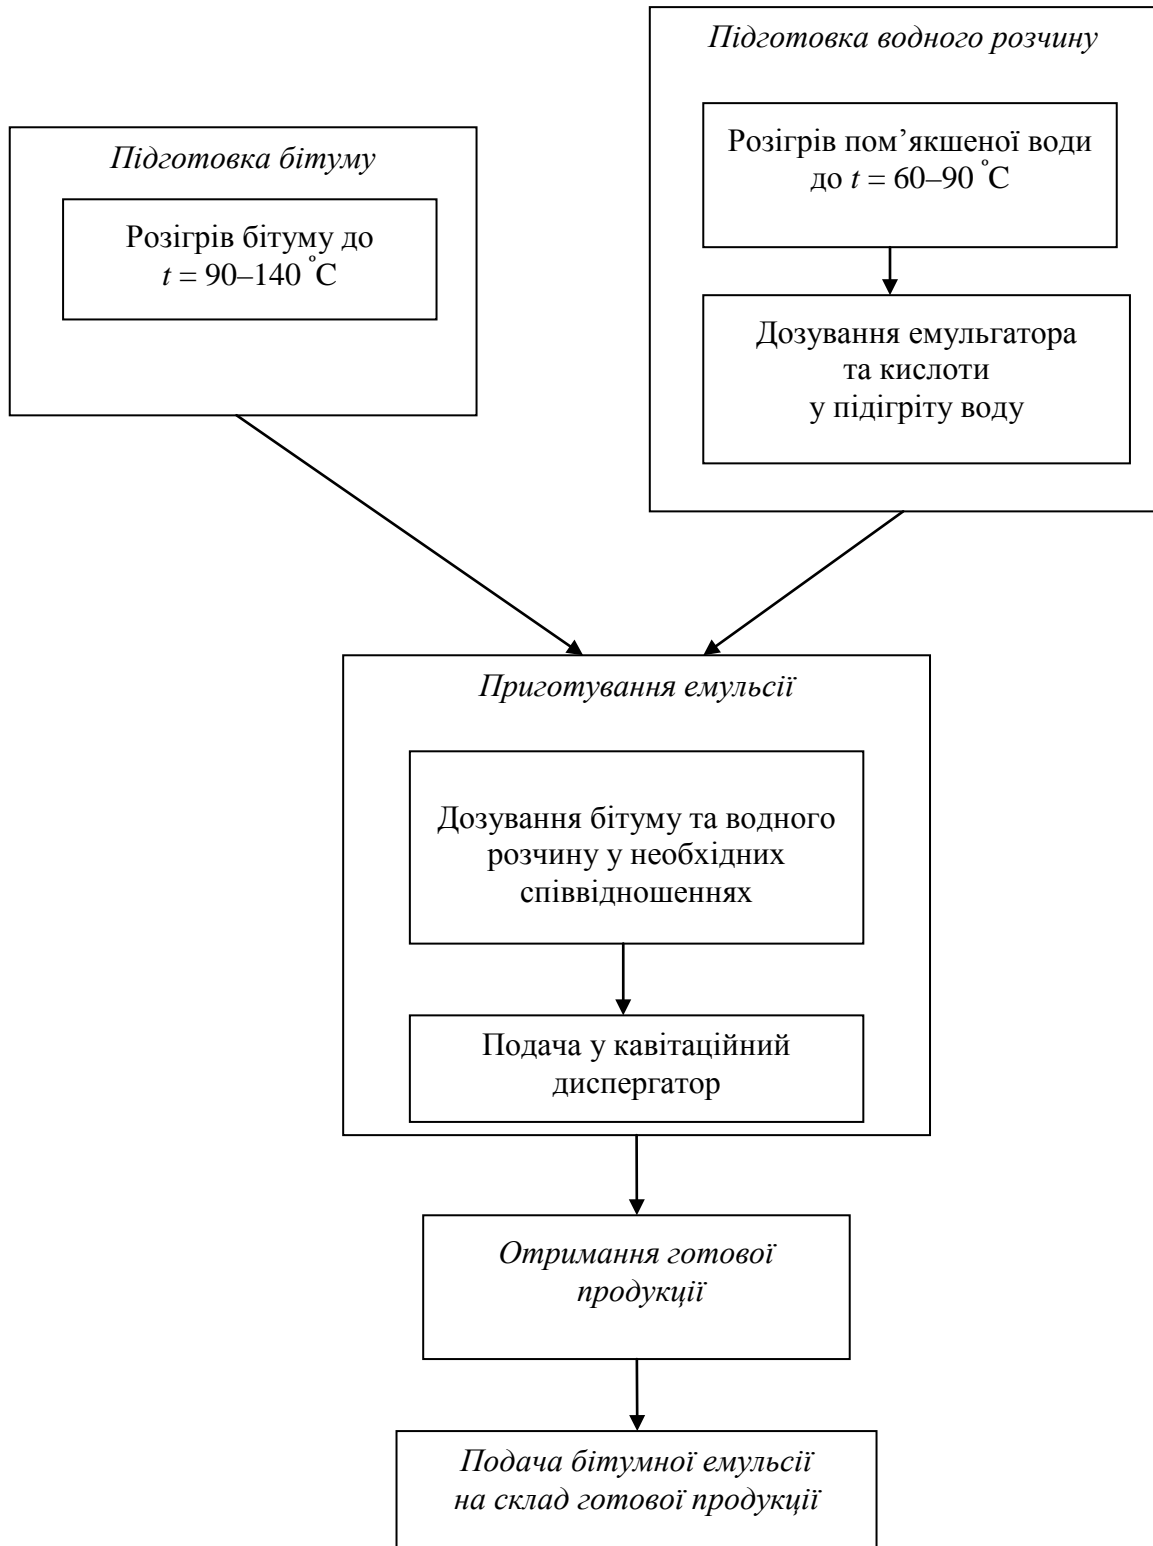 Підготовка водного розчину
Розігрів пом’якшеної води
до t = 60–90 °C
Дозування емульгатора
та кислоти
у підігріту воду
Підготовка бітуму
Розігрів бітуму до
t = 90–140 °C
Приготування емульсії
Дозування бітуму та водного
розчину у необхідних
співвідношеннях
Подача у кавітаційний
диспергатор
Отримання готової
продукції
Подача бітумної емульсії
на склад готової продукції